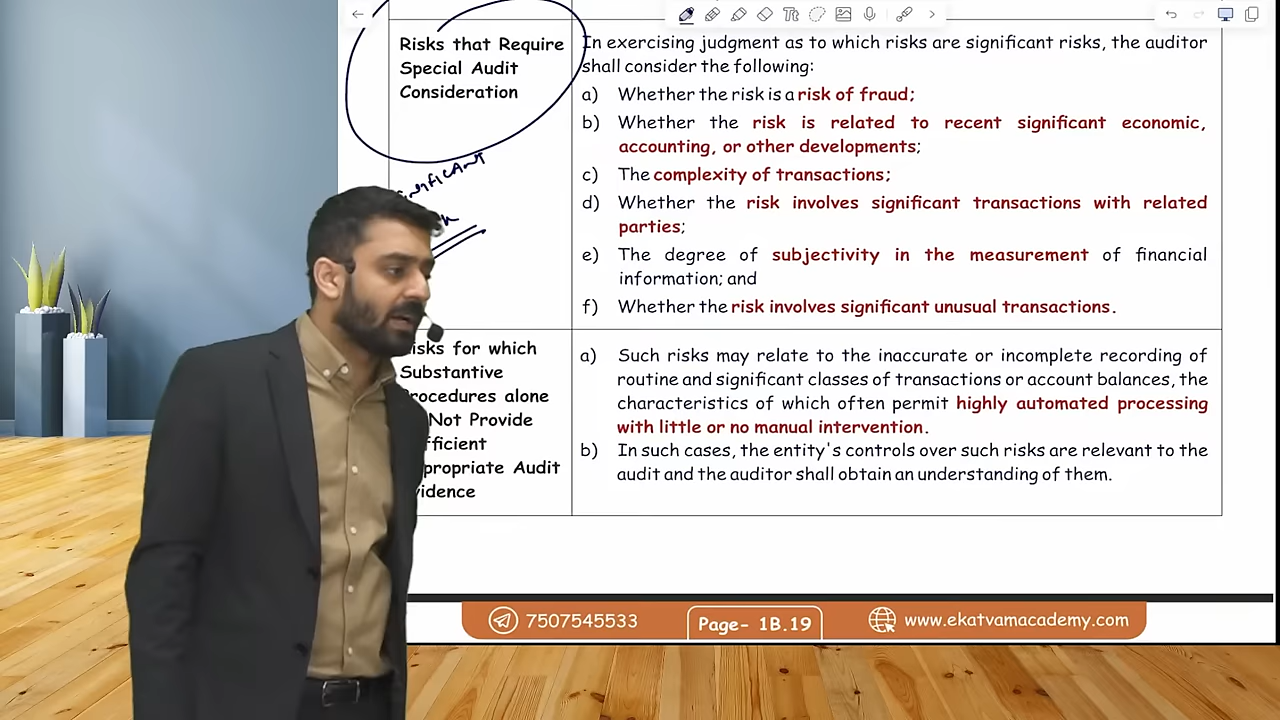 Risks that Require
Special Audit
Consideration
In exercising judgment as to which risks are significant risks, the auditor
shall consider the following:
a) Whether the risk is a risk of fraud;
b) Whether the risk is related to recent significant economic,
accounting, or other developments;
c) The complexity of transactions;
d) Whether the risk involves significant transactions with related
parties;
e) The degree of subjectivity in the measurement of financial
information; and
f) Whether the risk involves significant unusual transactions.
for which
Substantive
alone
Not Provide
Audit
a) Such risks may relate to the inaccurate or incomplete recording of
routine and significant classes of transactions or account balances, the
characteristics of which often permit highly automated processing
with little or no manual intervention.
b) In such cases, the entity's controls over such risks are relevant to the
audit and the auditor shall obtain an understanding of them.
7507545533
Page- 1B.19
www.ekatvamacademy.com